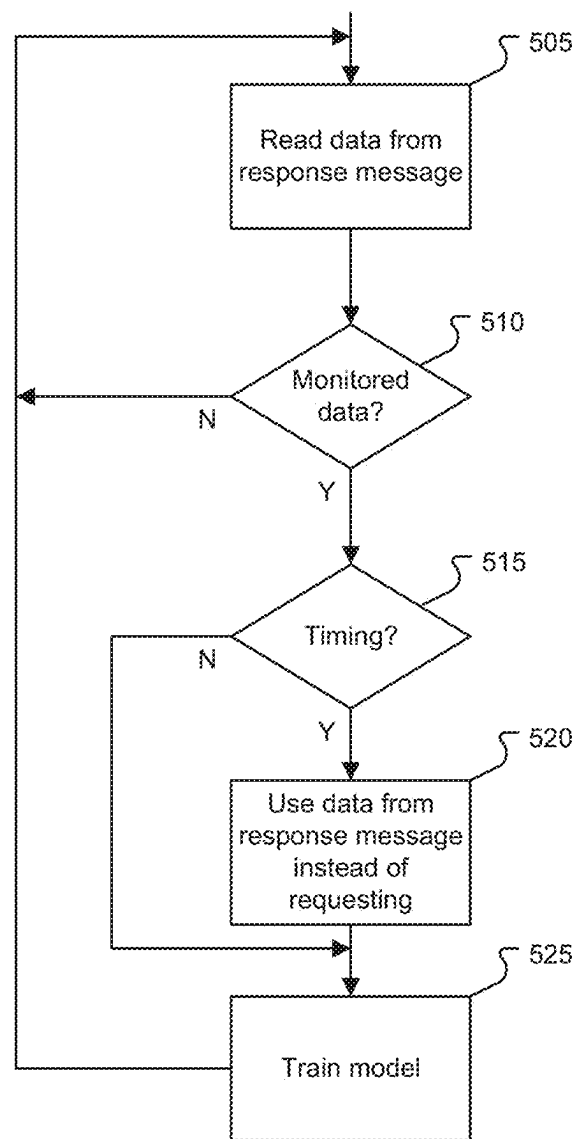 505
Read data from
response message
510
Monitored
data?
N
Y
515
Timing?
N
Y
520
Use data from
response message
instead of
requesting
525
Train model